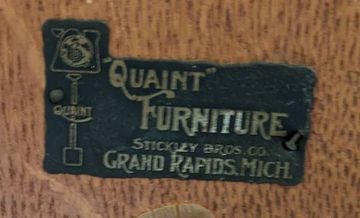 QUAINT
"QUAINT"
FURNITURE
STICKLEY BROS. CO.
GRAND RAPIDS, MICH.